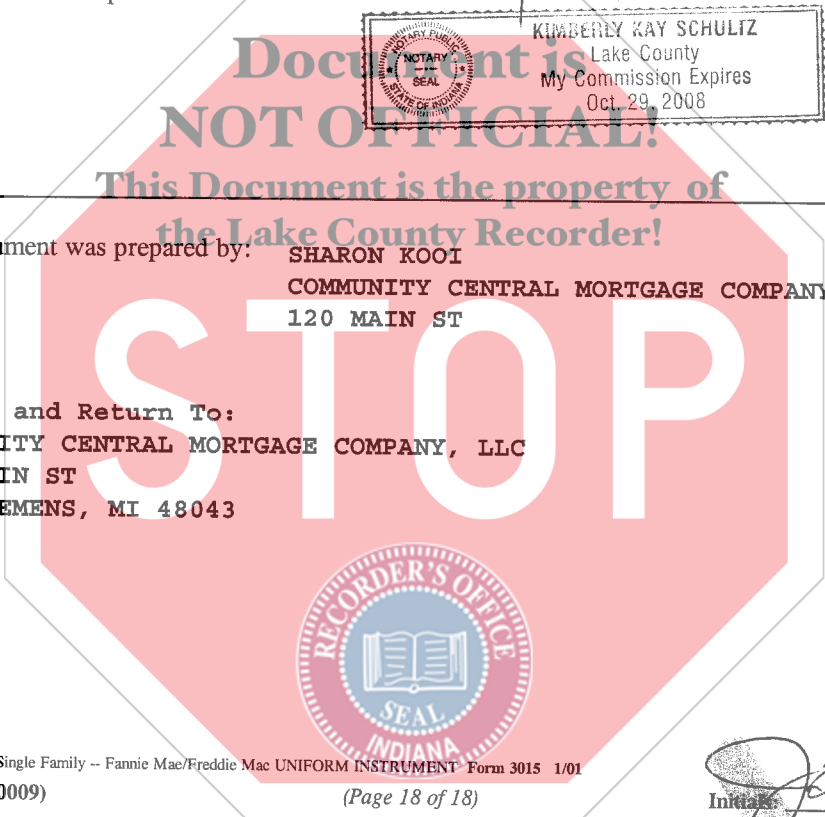 KIMBERLY KAY SCHULTZ
Lake County
My Commission Expires
Oct. 29, 2008
NOTARY PUBLIC
NOTARY
SEAL
STATE OF INDIANA
Document is
NOT OFFICIAL!
This Document is the property of
the Lake County Recorder!
ument was prepared by: SHARON KOOI
COMMUNITY CENTRAL MORTGAGE COMPANY
120 MAIN ST
STOP
and Return To:
ITY CENTRAL MORTGAGE COMPANY, LLC
IN ST
EMENS, MI 48043
RECORDER'S OFFICE
SEAL
INDIANA
Single Family -- Fannie Mae/Freddie Mac UNIFORM INSTRUMENT Form 3015 1/01
0009)
(Page 18 of 18)
Initials: